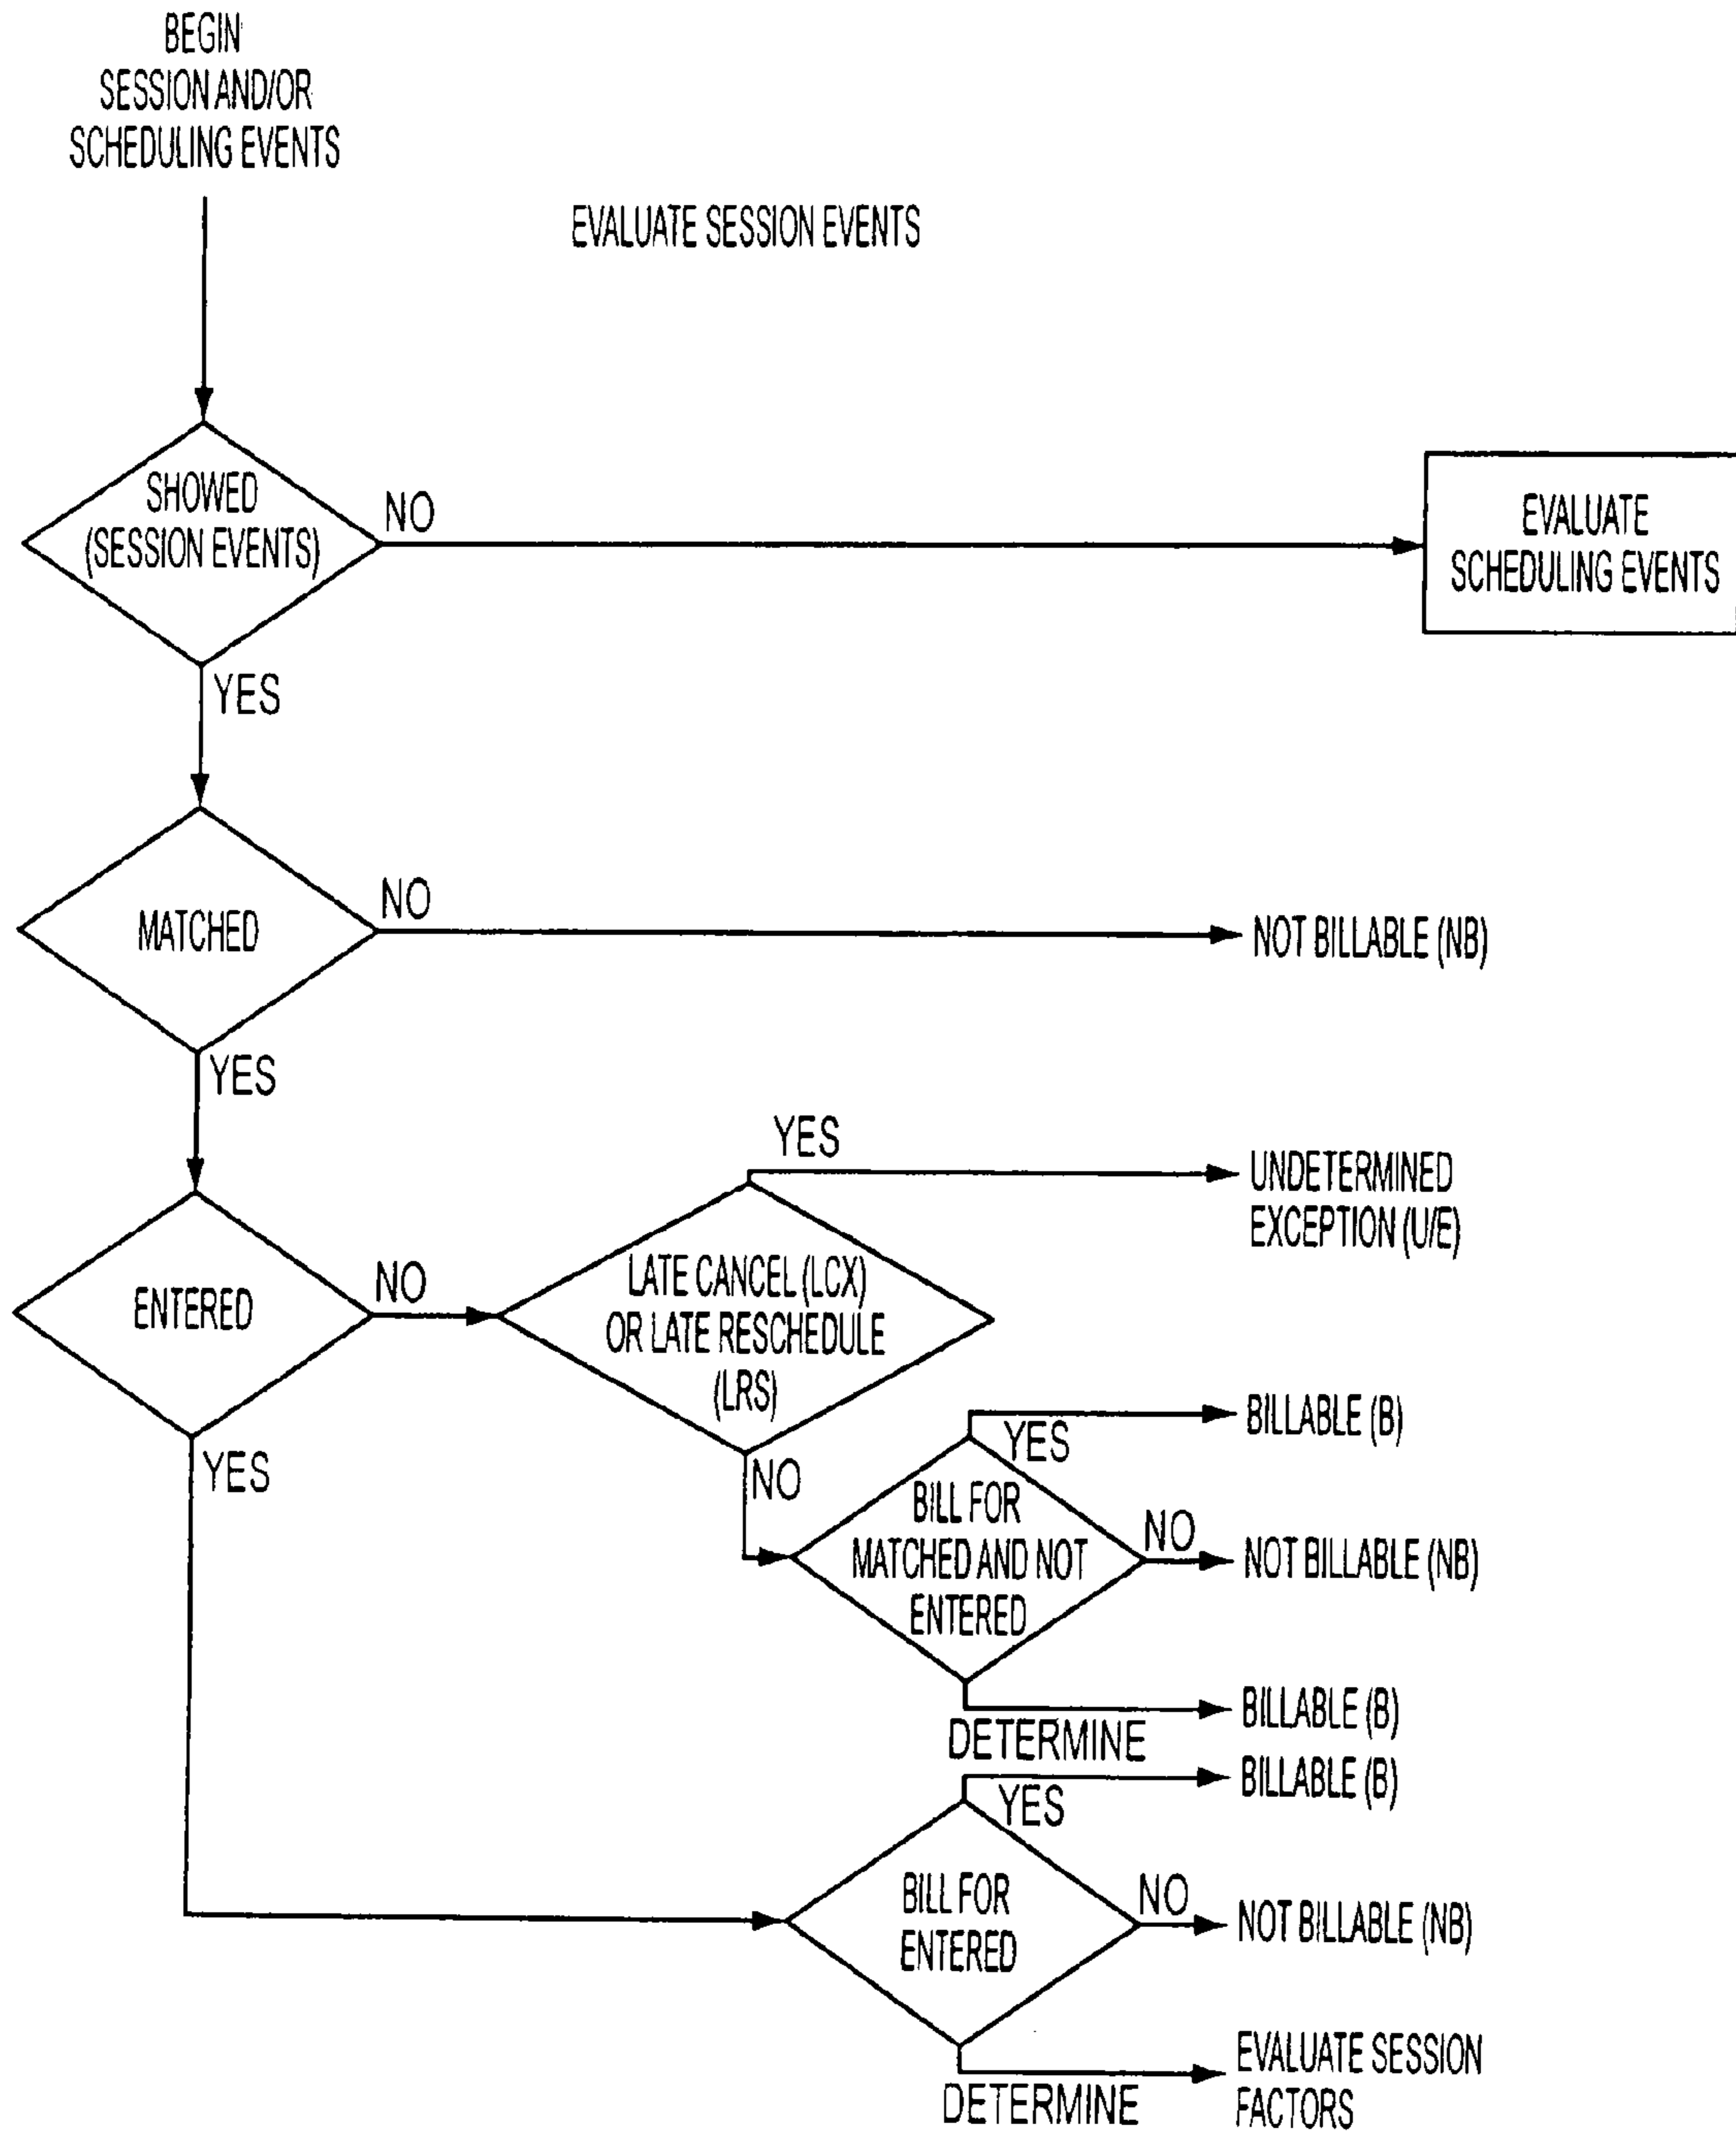 BEGIN
SESSION AND/OR
SCHEDULING EVENTS
EVALUATE SESSION EVENTS
SHOWED
(SESSION EVENTS)
NO
EVALUATE
SCHEDULING EVENTS
YES
MATCHED
NO
NOT BILLABLE (NB)
YES
ENTERED
NO
LATE CANCEL (LCX)
OR LATE RESCHEDULE
(LRS)
YES
UNDETERMINED
EXCEPTION (U/E)
NO
BILL FOR
MATCHED AND NOT
ENTERED
YES
BILLABLE (B)
NO
NOT BILLABLE (NB)
DETERMINE
BILLABLE (B)
YES
BILL FOR
ENTERED
YES
BILLABLE (B)
NO
NOT BILLABLE (NB)
DETERMINE
EVALUATE SESSION
FACTORS